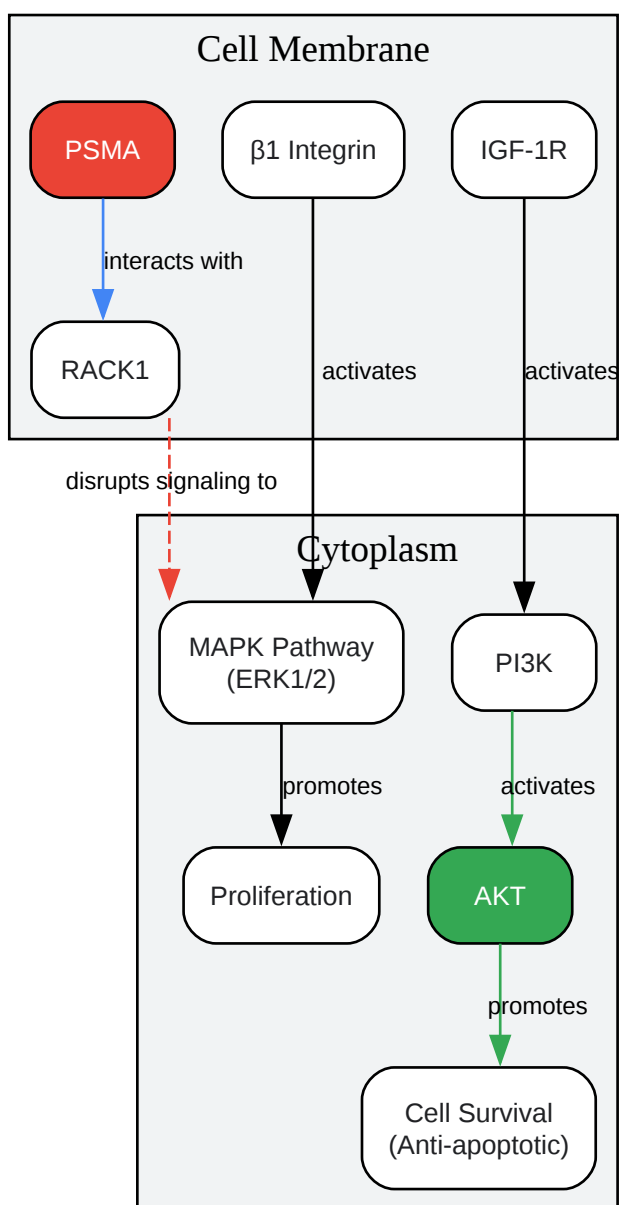 Cell Membrane
PSMA
β1 Integrin
IGF-1R
interacts with
RACK1
activates
activates
disrupts signaling to
Cytoplasm
MAPK Pathway
(ERK1/2)
PI3K
promotes
activates
Proliferation
AKT
promotes
Cell Survival
(Anti-apoptotic)